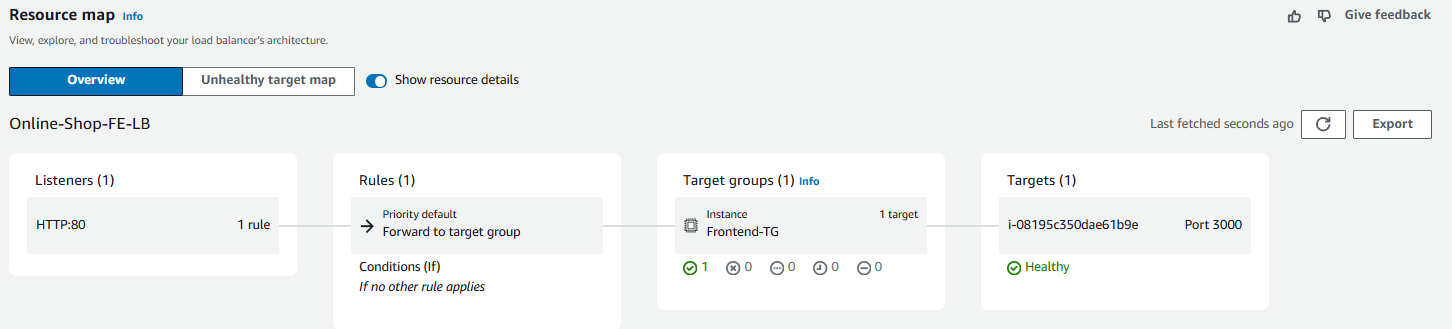 Resource map Info
Give feedback
View, explore, and troubleshoot your load balancer's architecture.
Overview
Unhealthy target map
Show resource details
Online-Shop-FE-LB
Last fetched seconds ago
Export
Listeners (1)
HTTP:80
1 rule
Rules (1)
Priority default
Forward to target group
Conditions (If)
If no other rule applies
Target groups (1) Info
Instance
1 target
Frontend-TG
1 0 0 0 0
Targets (1)
i-08195c350dae61b9e
Port 3000
Healthy